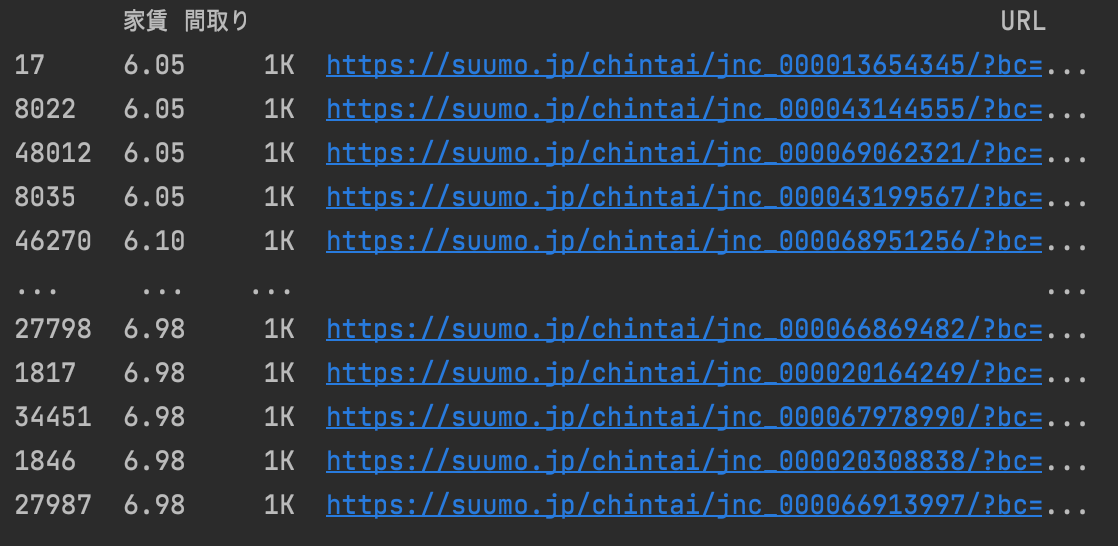 家賃 間取り URL
17 6.05 1K https://suumo.jp/chintai/jnc_000013654345/?bc=...
8022 6.05 1K https://suumo.jp/chintai/jnc_000043144555/?bc=...
48012 6.05 1K https://suumo.jp/chintai/jnc_000069062321/?bc=...
8035 6.05 1K https://suumo.jp/chintai/jnc_000043199567/?bc=...
46270 6.10 1K https://suumo.jp/chintai/jnc_000068951256/?bc=...
... ... ... ...
27798 6.98 1K https://suumo.jp/chintai/jnc_000066869482/?bc=...
1817 6.98 1K https://suumo.jp/chintai/jnc_000020164249/?bc=...
34451 6.98 1K https://suumo.jp/chintai/jnc_000067978990/?bc=...
1846 6.98 1K https://suumo.jp/chintai/jnc_000020308838/?bc=...
27987 6.98 1K https://suumo.jp/chintai/jnc_000066913997/?bc=...